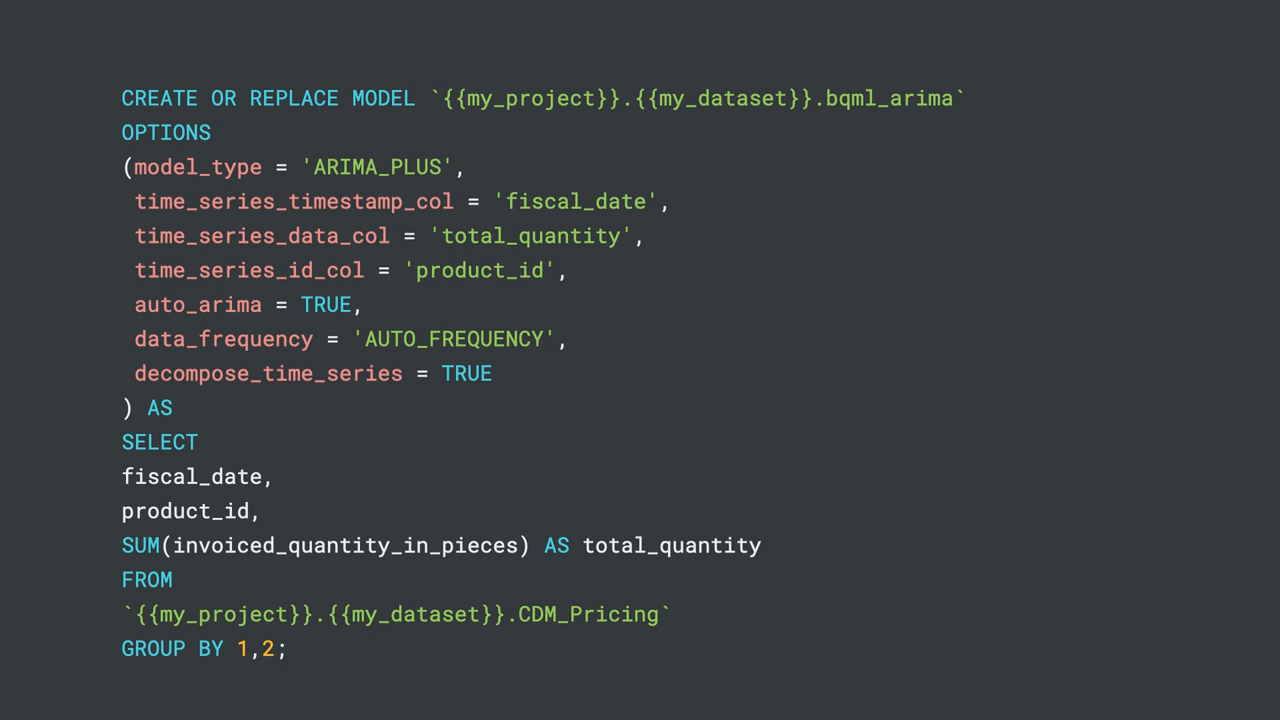 CREATE OR REPLACE MODEL `{{my_project}}.{{my_dataset}}.bqml_arima`
OPTIONS
(model_type = 'ARIMA_PLUS',
 time_series_timestamp_col = 'fiscal_date',
 time_series_data_col = 'total_quantity',
 time_series_id_col = 'product_id',
 auto_arima = TRUE,
 data_frequency = 'AUTO_FREQUENCY',
 decompose_time_series = TRUE
) AS
SELECT
fiscal_date,
product_id,
SUM(invoiced_quantity_in_pieces) AS total_quantity
FROM
`{{my_project}}.{{my_dataset}}.CDM_Pricing`
GROUP BY 1,2;